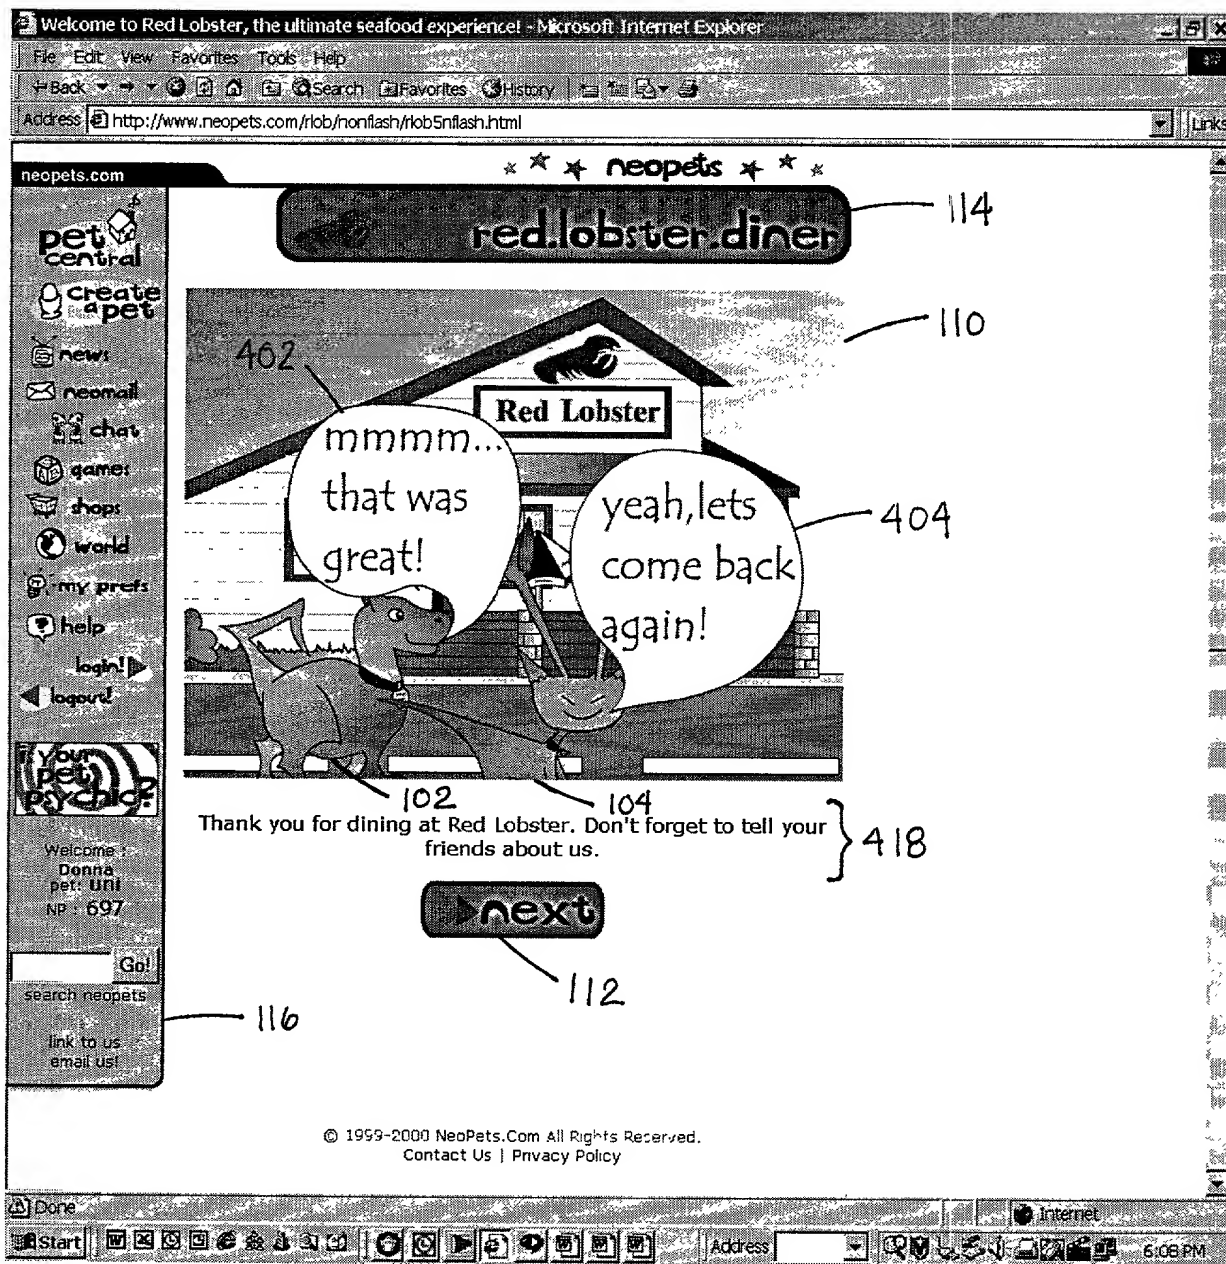 Welcome to Red Lobster, the ultimate seafood experience! - Microsoft Internet Explorer
File Edit View Favorites Tools Help
Back Search Favorites History
Address http://www.neopets.com/rlob/nonflash/rlob5nflash.html Links
neopets.com
neopets
red.lobster.diner
114
pet central
create a pet
news
neomail
chat
games
shops
world
my prefs
help
login!
logout!
110
402
Red Lobster
mmmm...
that was
great!
yeah,lets
come back
again!
404
102
104
is your
pet
psychic?
Thank you for dining at Red Lobster. Don't forget to tell your
friends about us.
418
Welcome :
Donna
pet: Uni
NP : 697
next
112
Go!
search neopets
116
link to us
email us!
© 1999-2000 NeoPets.Com All Rights Reserved.
Contact Us | Privacy Policy
Done Internet
Start Address 6:08 PM